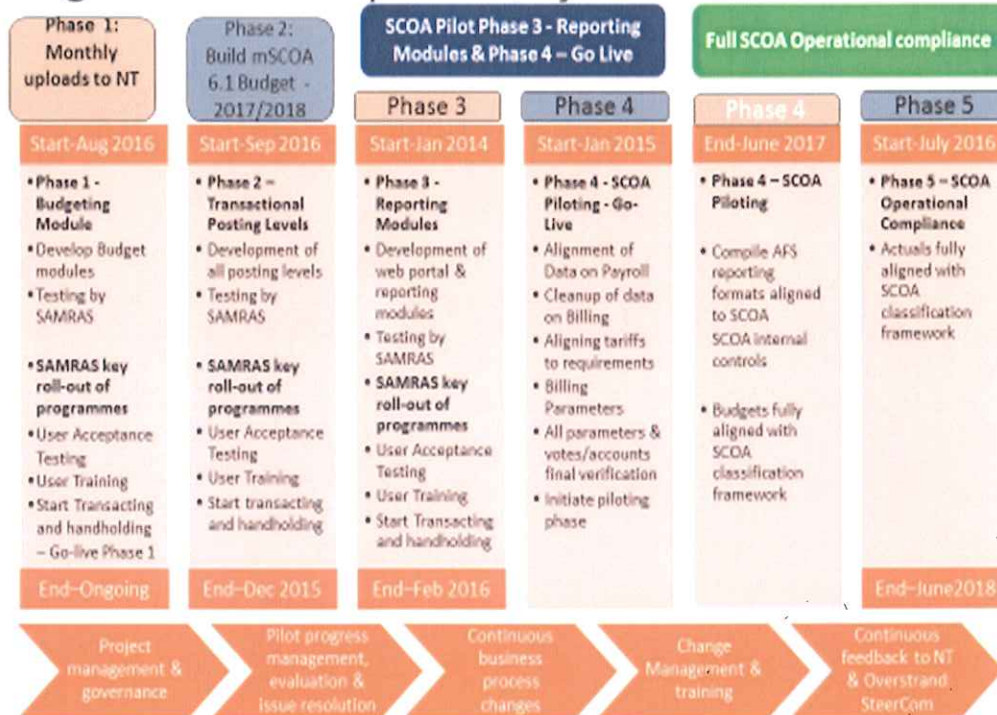 Phase 1:
Monthly
uploads to NT
Phase 2:
Build mSCOA
6.1 Budget -
2017/2018
SCOA Pilot Phase 3 - Reporting
Modules & Phase 4 – Go Live
Full SCOA Operational compliance
Phase 3
Phase 4
Phase 4
Phase 5
Start-Aug 2016
• Phase 1 -
Budgeting
Module
• Develop Budget
modules
• Testing by
SAMRAS
• SAMRAS key
roll-out of
programmes
• User Acceptance
Testing
• User Training
• Start Transacting
and handholding
– Go-live Phase 1
End–Ongoing
Start-Sep 2016
• Phase 2 –
Transactional
Posting Levels
• Development of
all posting levels
• Testing by
SAMRAS
• SAMRAS key
roll-out of
programmes
• User Acceptance
Testing
• User Training
• Start transacting
and handholding
End–Dec 2015
Start-Jan 2014
• Phase 3 -
Reporting
Modules
• Development of
web portal &
reporting
modules
• Testing by
SAMRAS
• SAMRAS key
roll-out of
programmes
• User Acceptance
Testing
• User Training
• Start Transacting
and handholding
End–Feb 2016
Start-Jan 2015
• Phase 4 - SCOA
Piloting - Go-
Live
• Alignment of
Data on Payroll
• Cleanup of data
on Billing
• Aligning tariffs
to requirements
• Billing
Parameters
• All parameters &
votes/accounts
final verification
• Initiate piloting
phase
End-June 2017
• Phase 4 – SCOA
Piloting
• Compile AFS
reporting
formats aligned
to SCOA
SCOA internal
controls
• Budgets fully
aligned with
SCOA
classification
framework
Start-July 2016
• Phase 5 – SCOA
Operational
Compliance
• Actuals fully
aligned with
SCOA
classification
framework
End–June2018
Project
management &
governance
Pilot progress
management,
evaluation &
issue resolution
Continuous
business
process
changes
Change
Management &
training
Continuous
feedback to NT
& Overstrand
SteerCom